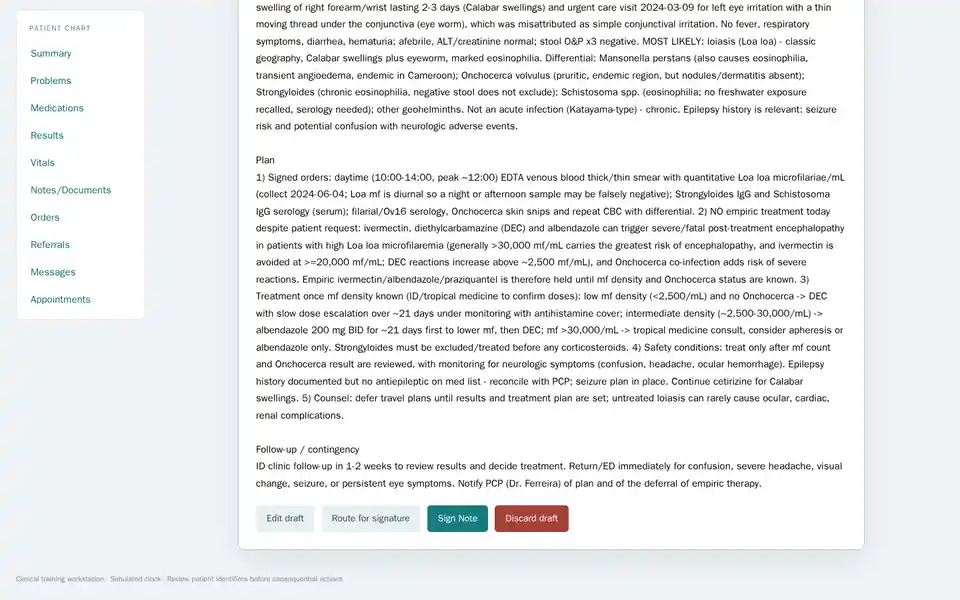 PATIENT CHART
Summary
Problems
Medications
Results
Vitals
Notes/Documents
Orders
Referrals
Messages
Appointments
swelling of right forearm/wrist lasting 2-3 days (Calabar swellings) and urgent care visit 2024-03-09 for left eye irritation with a thin
moving thread under the conjunctiva (eye worm), which was misattributed as simple conjunctival irritation. No fever, respiratory
symptoms, diarrhea, hematuria; afebrile, ALT/creatinine normal; stool O&P x3 negative. MOST LIKELY: loiasis (Loa loa) - classic
geography, Calabar swellings plus eyeworm, marked eosinophilia. Differential: Mansonella perstans (also causes eosinophilia,
transient angioedema, endemic in Cameroon); Onchocerca volvulus (pruritic, endemic region, but nodules/dermatitis absent);
Strongyloides (chronic eosinophilia, negative stool does not exclude); Schistosoma spp. (eosinophilia; no freshwater exposure
recalled, serology needed); other geohelminths. Not an acute infection (Katayama-type) - chronic. Epilepsy history is relevant: seizure
risk and potential confusion with neurologic adverse events.
Plan
1) Signed orders: daytime (10:00-14:00, peak ~12:00) EDTA venous blood thick/thin smear with quantitative Loa loa microfilariae/mL
(collect 2024-06-04; Loa mf is diurnal so a night or afternoon sample may be falsely negative); Strongyloides IgG and Schistosoma
IgG serology (serum); filarial/Ov16 serology, Onchocerca skin snips and repeat CBC with differential. 2) NO empiric treatment today
despite patient request: ivermectin, diethylcarbamazine (DEC) and albendazole can trigger severe/fatal post-treatment encephalopathy
in patients with high Loa loa microfilaremia (generally >30,000 mf/mL carries the greatest risk of encephalopathy, and ivermectin is
avoided at >=20,000 mf/mL; DEC reactions increase above ~2,500 mf/mL), and Onchocerca co-infection adds risk of severe
reactions. Empiric ivermectin/albendazole/praziquantel is therefore held until mf density and Onchocerca status are known. 3)
Treatment once mf density known (ID/tropical medicine to confirm doses): low mf density (<2,500/mL) and no Onchocerca -> DEC
with slow dose escalation over ~21 days under monitoring with antihistamine cover; intermediate density (~2,500-30,000/mL) ->
albendazole 200 mg BID for ~21 days first to lower mf, then DEC; mf >30,000/mL -> tropical medicine consult, consider apheresis or
albendazole only. Strongyloides must be excluded/treated before any corticosteroids. 4) Safety conditions: treat only after mf count
and Onchocerca result are reviewed, with monitoring for neurologic symptoms (confusion, headache, ocular hemorrhage). Epilepsy
history documented but no antiepileptic on med list - reconcile with PCP; seizure plan in place. Continue cetirizine for Calabar
swellings. 5) Counsel: defer travel plans until results and treatment plan are set; untreated loiasis can rarely cause ocular, cardiac,
renal complications.
Follow-up / contingency
ID clinic follow-up in 1-2 weeks to review results and decide treatment. Return/ED immediately for confusion, severe headache, visual
change, seizure, or persistent eye symptoms. Notify PCP (Dr. Ferreira) of plan and of the deferral of empiric therapy.
Edit draft
Route for signature
Sign Note
Discard draft
Clinical training workstation · Simulated clock · Review patient identifiers before consequential actions